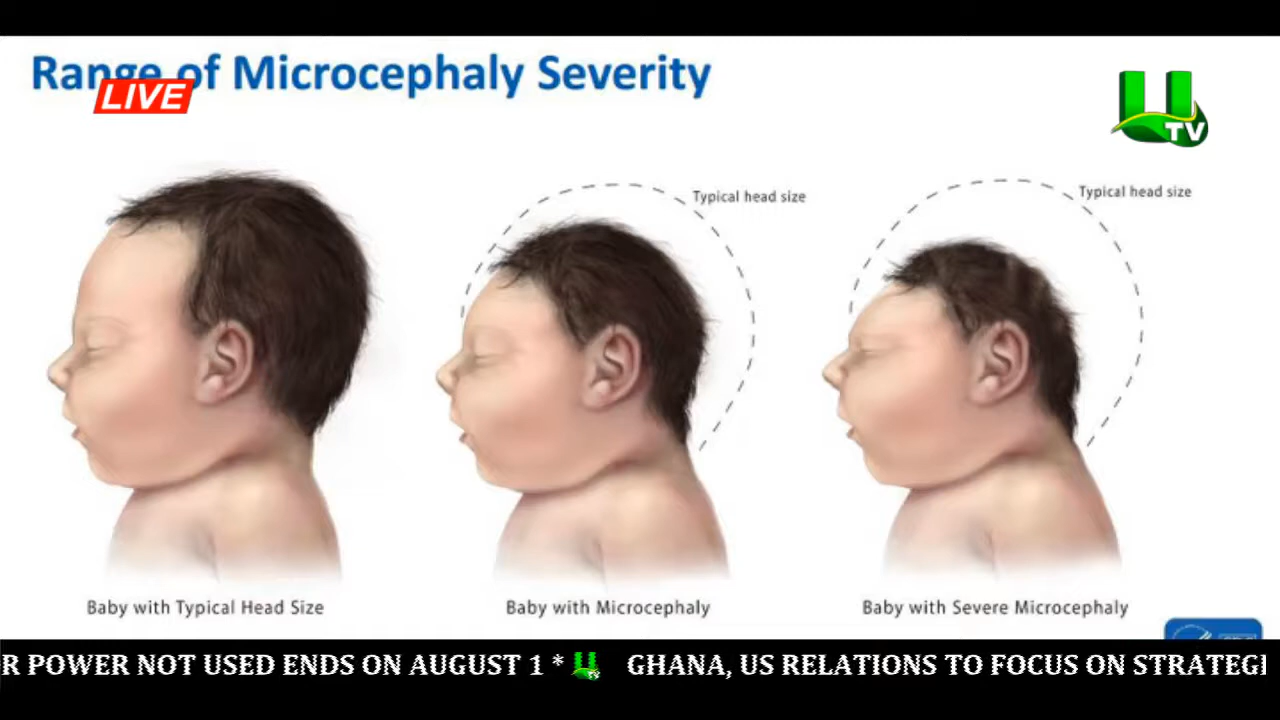 Range of Microcephaly Severity
LIVE
U
TV
Typical head size
Typical head size
Baby with Typical Head Size
Baby with Microcephaly
Baby with Severe Microcephaly
R POWER NOT USED ENDS ON AUGUST 1 * U TV GHANA, US RELATIONS TO FOCUS ON STRATEGI